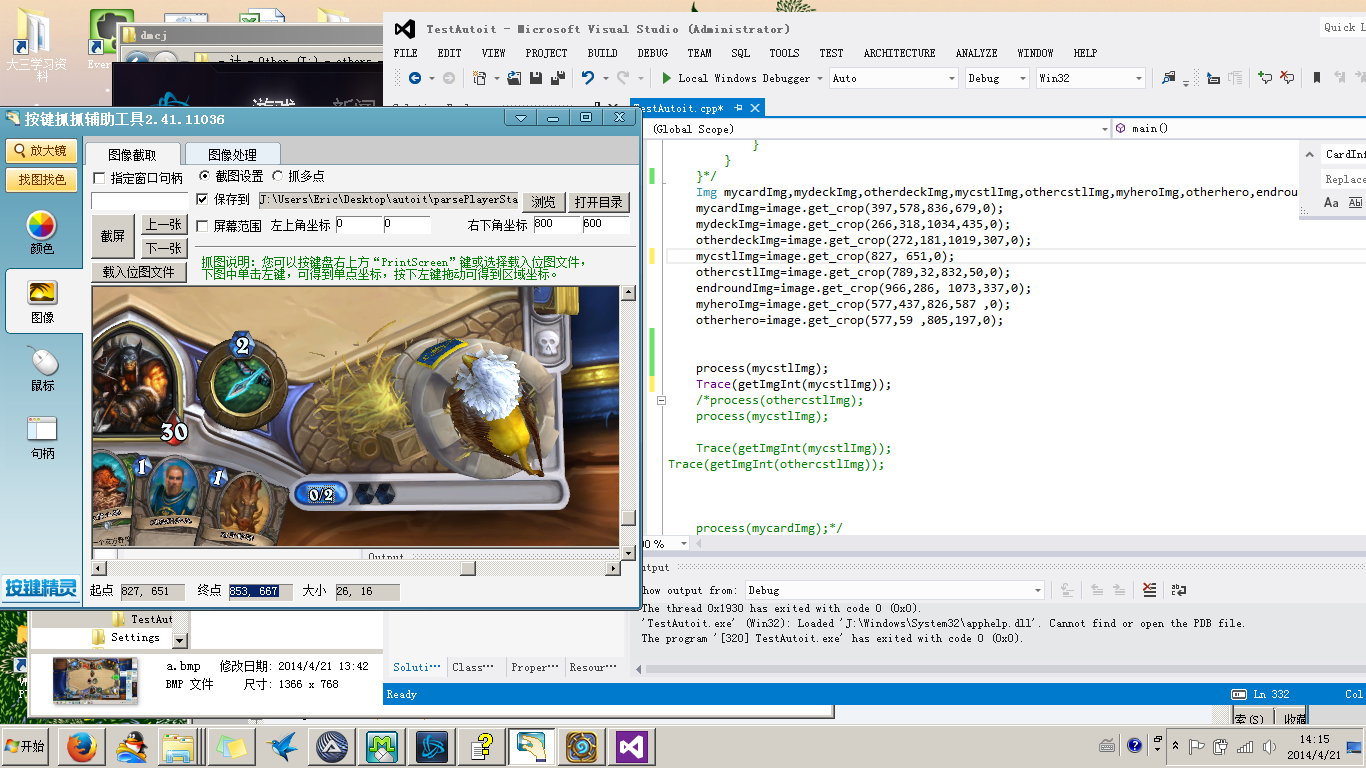 大三学习资
料
Ever
dmcj
TestAutoit - Microsoft Visual Studio (Administrator)
Quick L
FILE EDIT VIEW PROJECT BUILD DEBUG TEAM SQL TOOLS TEST ARCHITECTURE ANALYZE WINDOW HELP
Local Windows Debugger Auto Debug Win32
游戏 新闻
TestAutoit.cpp*
(Global Scope) main()
按键抓抓辅助工具2.41.11036
放大镜
找图找色
颜色
图像
鼠标
句柄
按键精灵
图像截取 图像处理
指定窗口句柄 截图设置 抓多点
保存到 J:\Users\Eric\Desktop\autoit\parsePlayerSta 浏览 打开目录
截屏 上一张 屏幕范围 左上角坐标 0 0 右下角坐标 800 600
下一张
载入位图文件
抓图说明:您可以按键盘右上方“PrintScreen”键或选择载入位图文件,
下图中单击左键,可得到单点坐标,按下左键拖动可得到区域坐标。
2
30
1
1
0/2
Output
起点 827, 651 终点 853, 667 大小 26, 16
}
}
}*/
Img mycardImg,mydeckImg,otherdeckImg,mycstlImg,othercstlImg,myheroImg,otherhero,endrou
mycardImg=image.get_crop(397,578,836,679,0);
mydeckImg=image.get_crop(266,318,1034,435,0);
otherdeckImg=image.get_crop(272,181,1019,307,0);
mycstlImg=image.get_crop(827, 651,0);
othercstlImg=image.get_crop(789,32,832,50,0);
endroundImg=image.get_crop(966,286, 1073,337,0);
myheroImg=image.get_crop(577,437,826,587 ,0);
otherhero=image.get_crop(577,59 ,805,197,0);
process(mycstlImg);
Trace(getImgInt(mycstlImg));
/*process(othercstlImg);
process(mycstlImg);
Trace(getImgInt(mycstlImg));
Trace(getImgInt(othercstlImg));
process(mycardImg);*/
CardInf
Replace
Aa Ab
00 %
utput
how output from: Debug
The thread 0x1930 has exited with code 0 (0x0).
'TestAutoit.exe' (Win32): Loaded 'J:\Windows\System32\apphelp.dll'. Cannot find or open the PDB file.
The program '[320] TestAutoit.exe' has exited with code 0 (0x0).
TestAut
Settings
a.bmp 修改日期: 2014/4/21 13:42
BMP 文件 尺寸: 1366 x 768
Soluti··· Class··· Proper··· Resour···
Ready Ln 332 Col
索(S) 收藏
开始
14:15
2014/4/21